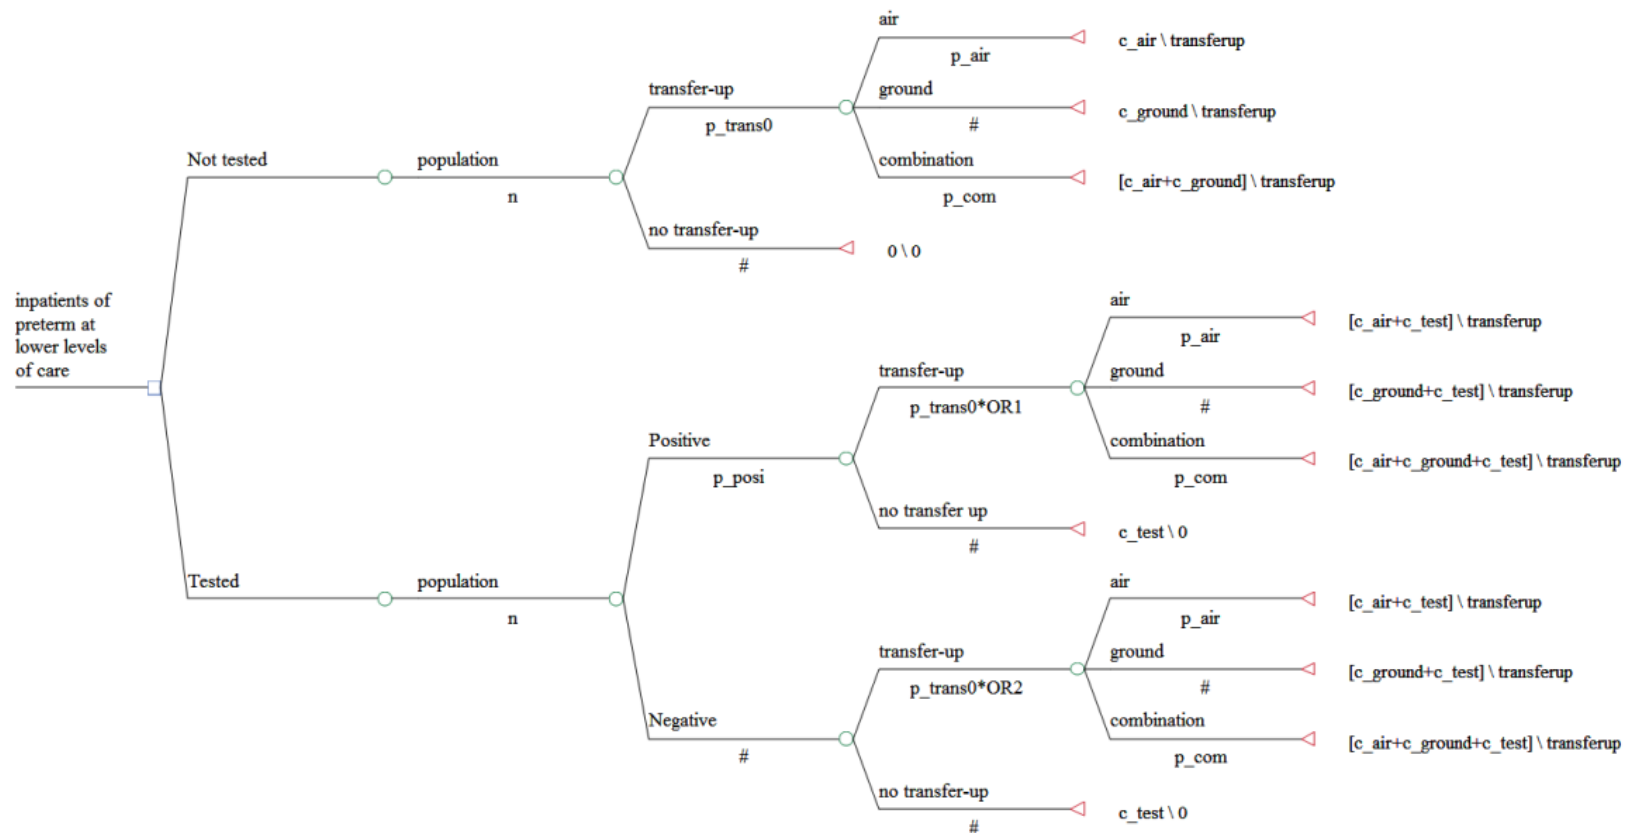 air
p_air
c_air \ transferup
transfer-up
p_trans0
ground
#
c_ground \ transferup
combination
p_com
[c_air+c_ground] \ transferup
Not tested
population
n
no transfer-up
#
0 \ 0
inpatients of
preterm at
lower levels
of care
air
p_air
[c_air+c_test] \ transferup
transfer-up
p_trans0*OR1
ground
#
[c_ground+c_test] \ transferup
combination
p_com
[c_air+c_ground+c_test] \ transferup
Positive
p_posi
no transfer up
#
c_test \ 0
Tested
population
n
air
p_air
[c_air+c_test] \ transferup
transfer-up
p_trans0*OR2
ground
#
[c_ground+c_test] \ transferup
combination
p_com
[c_air+c_ground+c_test] \ transferup
Negative
#
no transfer-up
#
c_test \ 0